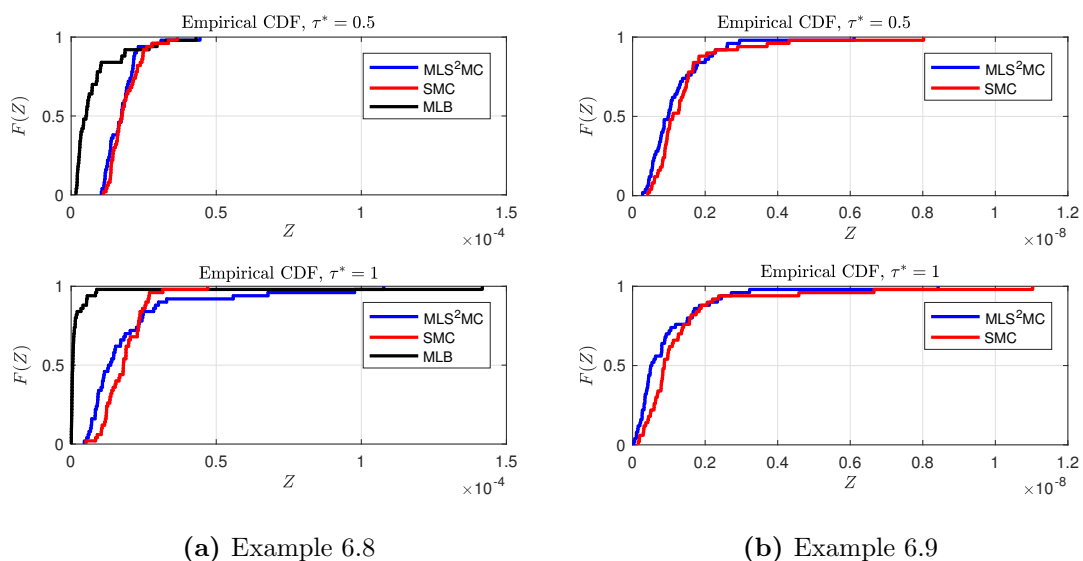 Empirical CDF, τ* = 0.5
1
0.5
0
F(Z)
MLS²MC
SMC
MLB
0 0.5 1 1.5
Z
×10⁻⁴
Empirical CDF, τ* = 1
1
0.5
0
F(Z)
MLS²MC
SMC
MLB
0 0.5 1 1.5
Z
×10⁻⁴
(a) Example 6.8
Empirical CDF, τ* = 0.5
1
0.5
0
F(Z)
MLS²MC
SMC
0 0.2 0.4 0.6 0.8 1 1.2
Z
×10⁻⁸
Empirical CDF, τ* = 1
1
0.5
0
F(Z)
MLS²MC
SMC
0 0.2 0.4 0.6 0.8 1 1.2
Z
×10⁻⁸
(b) Example 6.9